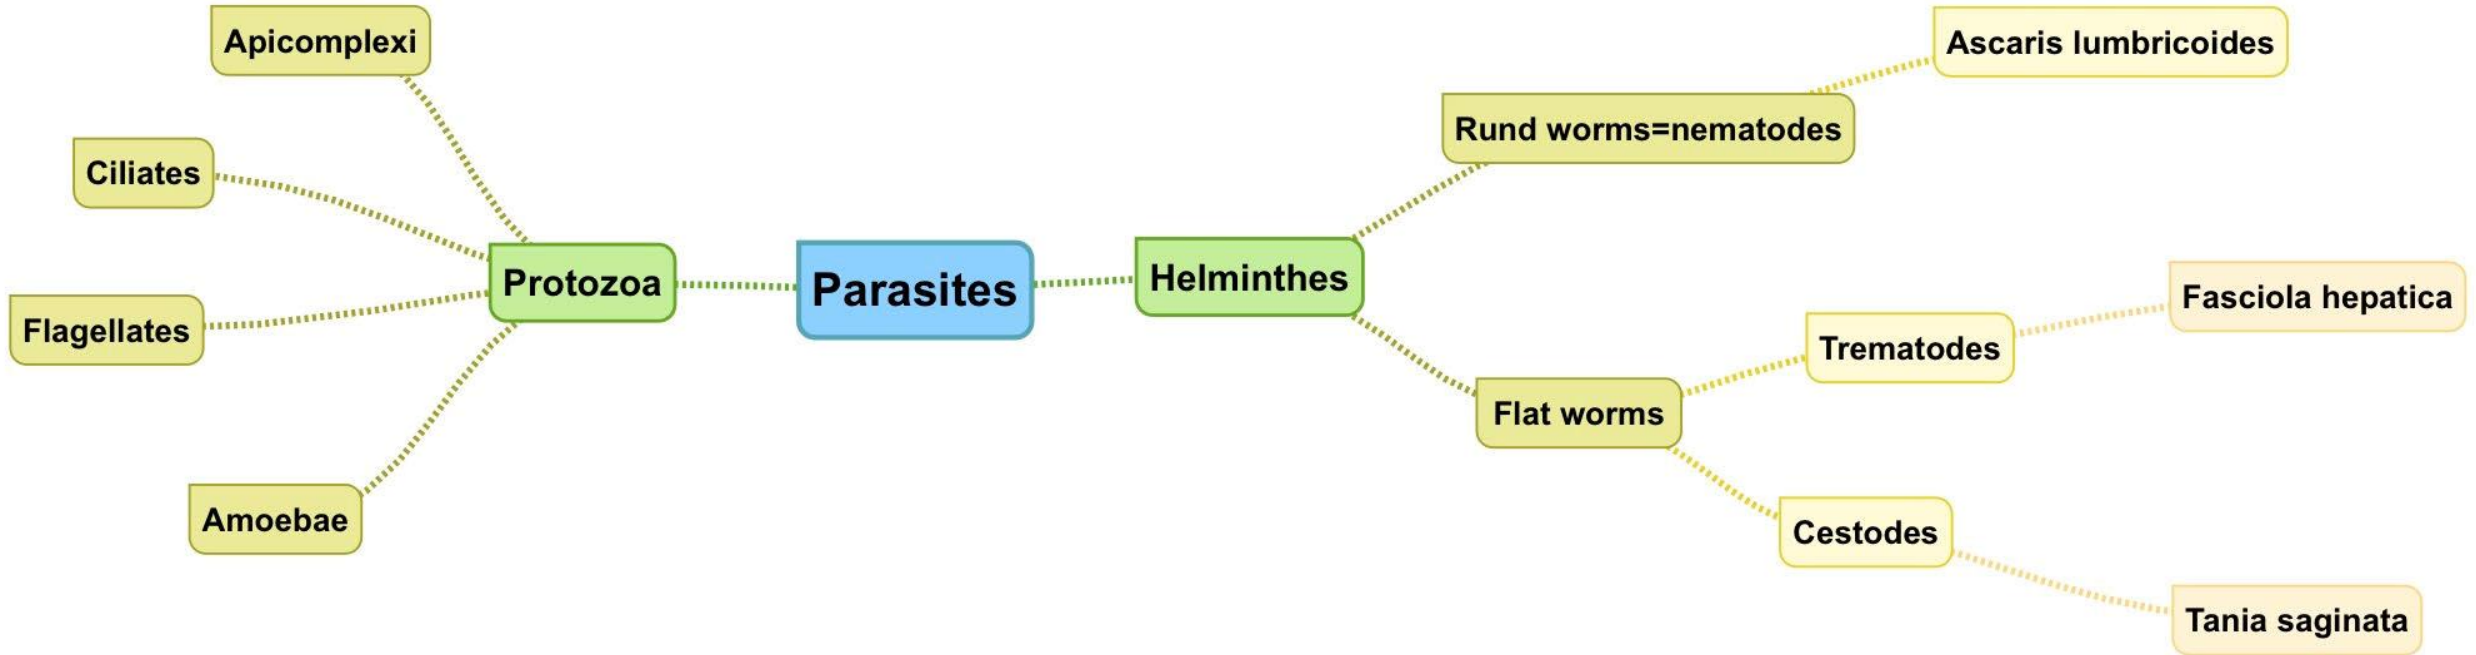 Apicomplexi
Ciliates
Flagellates
Amoebae
Protozoa
Parasites
Helminthes
Rund worms=nematodes
Ascaris lumbricoides
Flat worms
Trematodes
Fasciola hepatica
Cestodes
Tania saginata